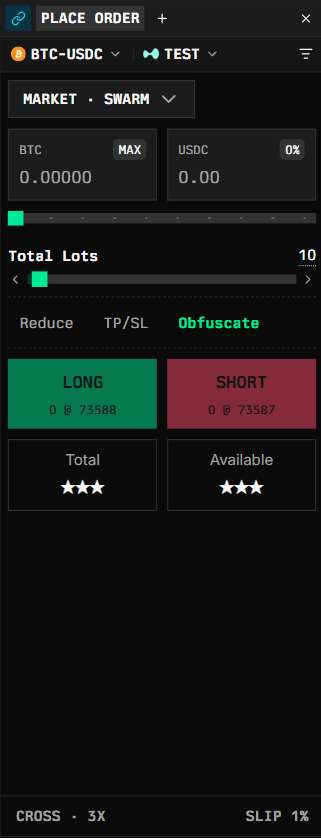 PLACE ORDER +
BTC-USDC TEST
MARKET · SWARM
BTC MAX USDC 0%
0.00000 0.00
Total Lots 10
Reduce TP/SL Obfuscate
LONG SHORT
0 @ 73588 0 @ 73587
Total Available
★★★ ★★★
CROSS · 3X SLIP 1%